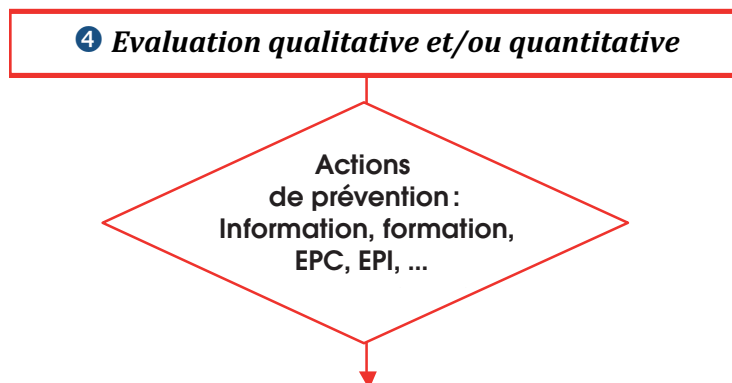 ❹ Evaluation qualitative et/ou quantitative
Actions
de prévention :
Information, formation,
EPC, EPI, ...